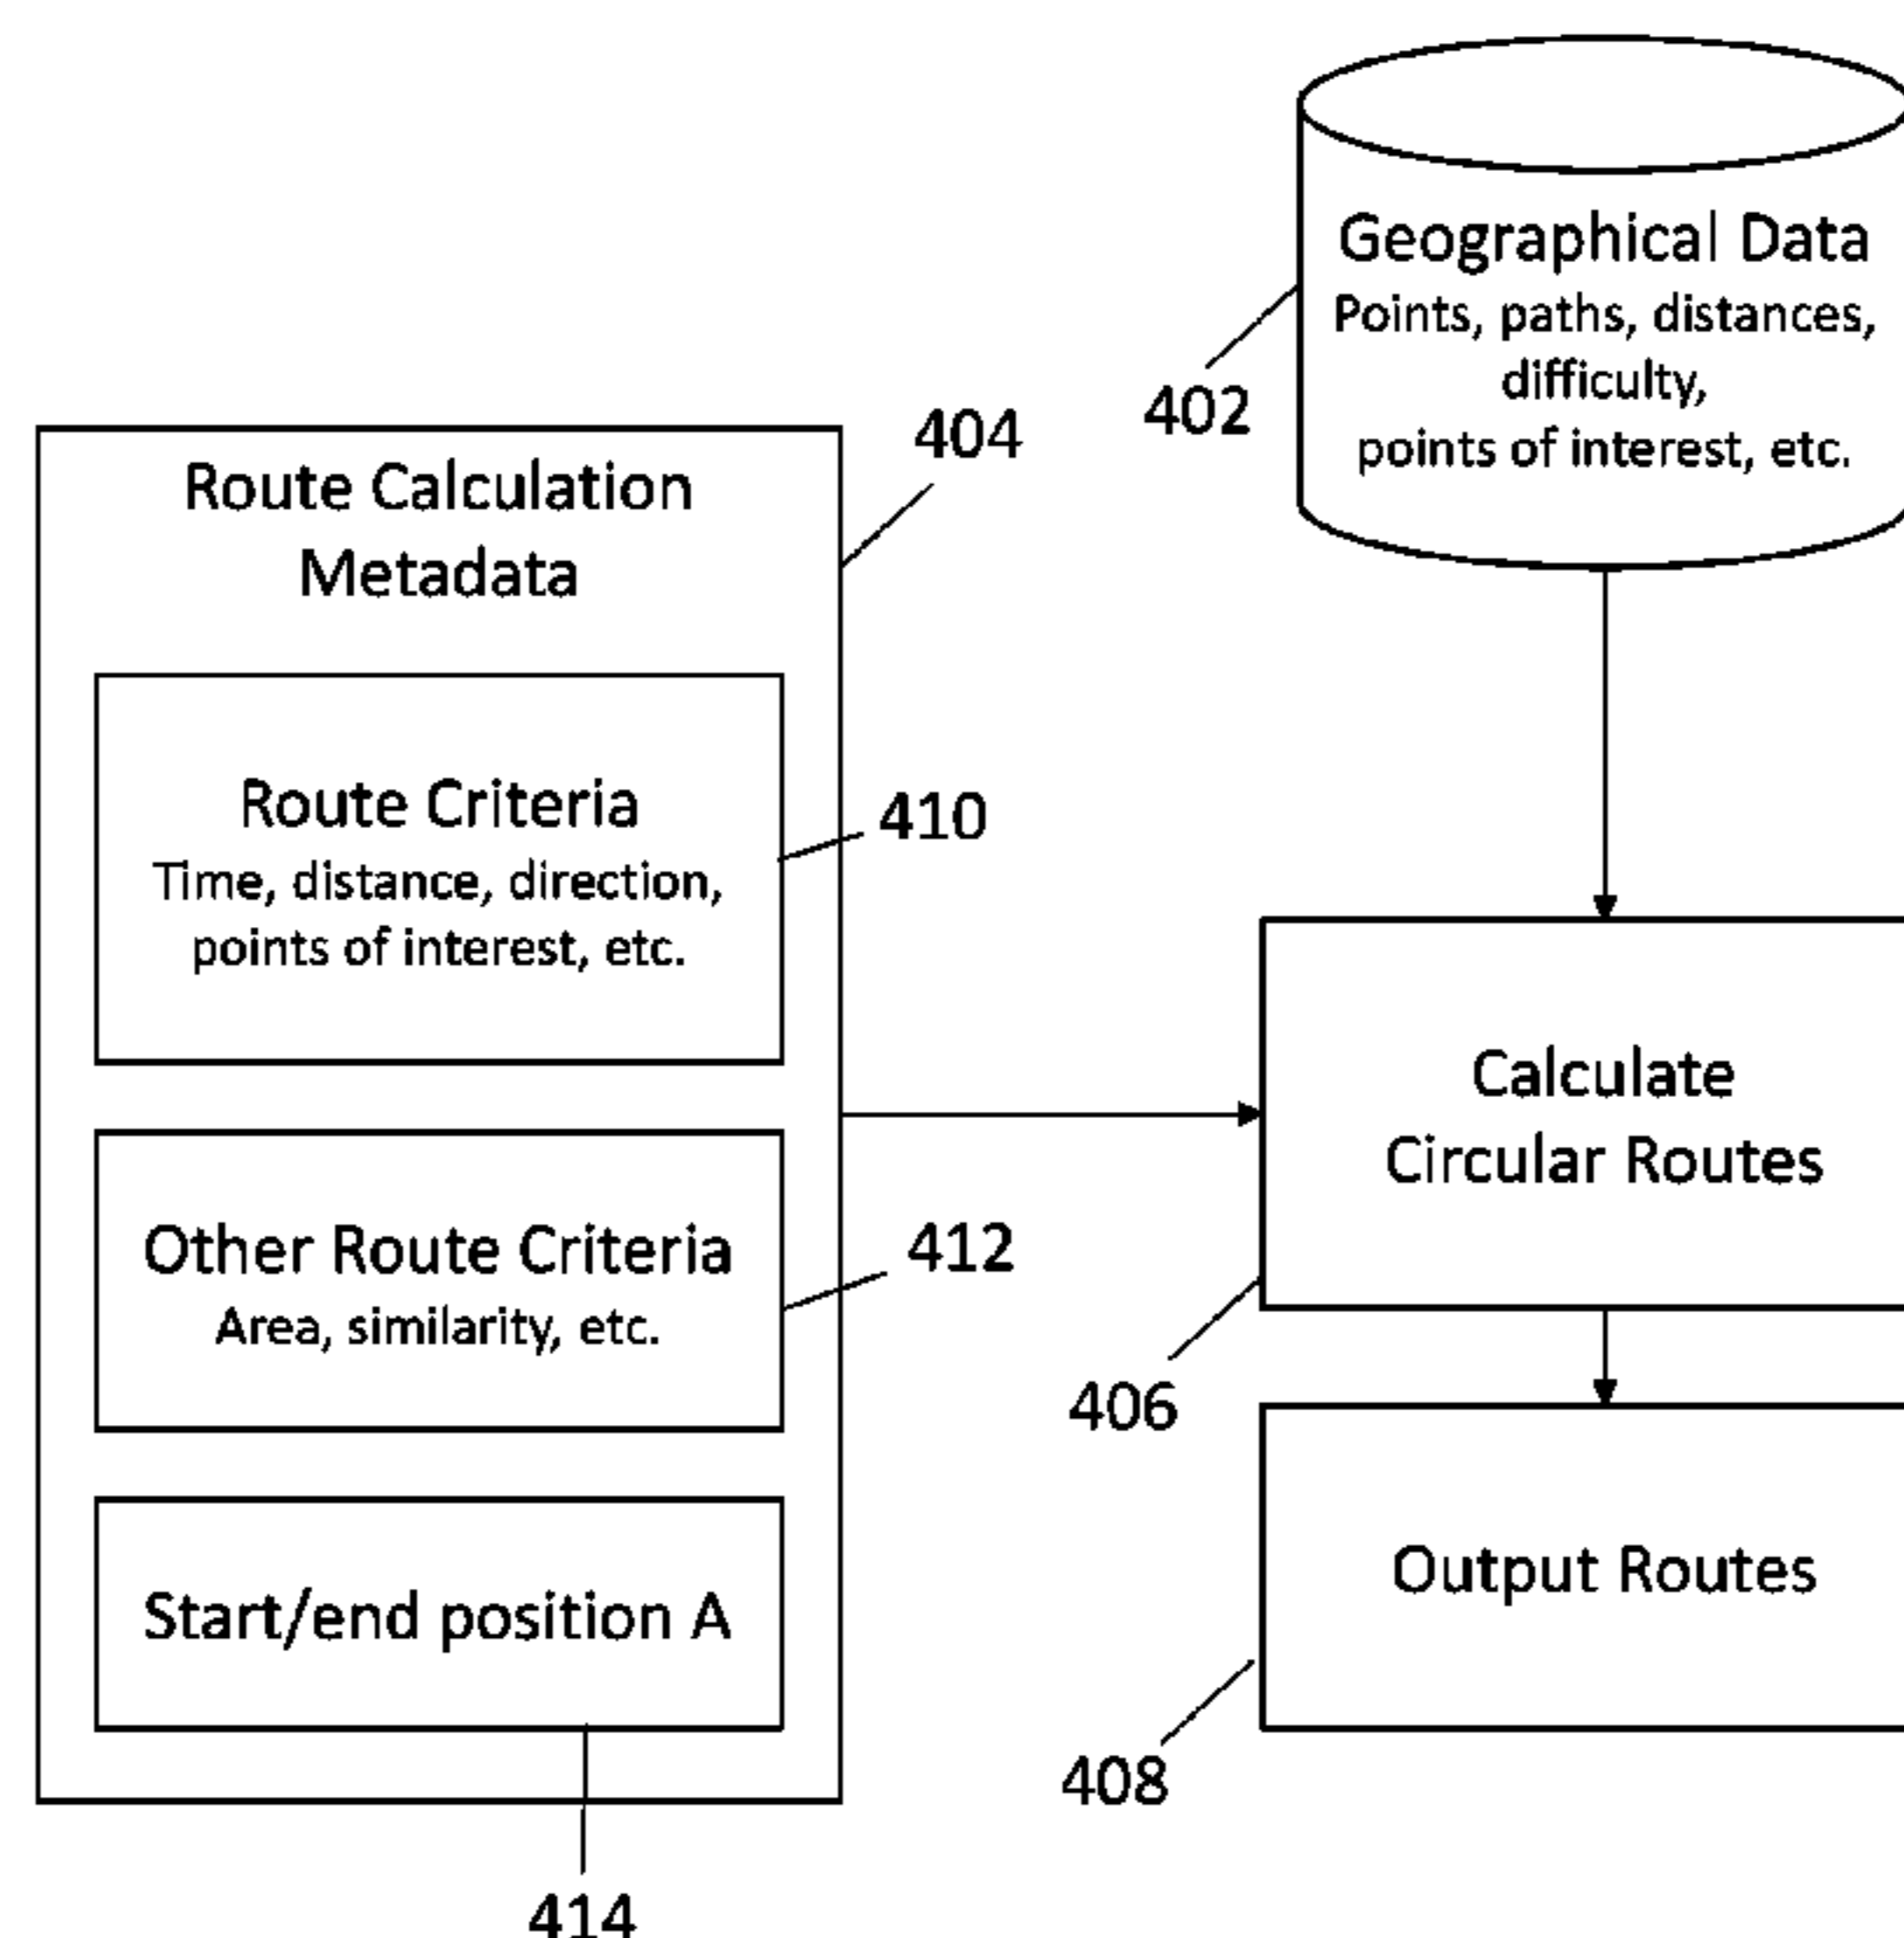 Geographical Data
Points, paths, distances,
difficulty,
points of interest, etc.
402
404
Route Calculation
Metadata
Route Criteria
Time, distance, direction,
points of interest, etc.
410
Other Route Criteria
Area, similarity, etc.
412
Start/end position A
414
Calculate
Circular Routes
406
Output Routes
408